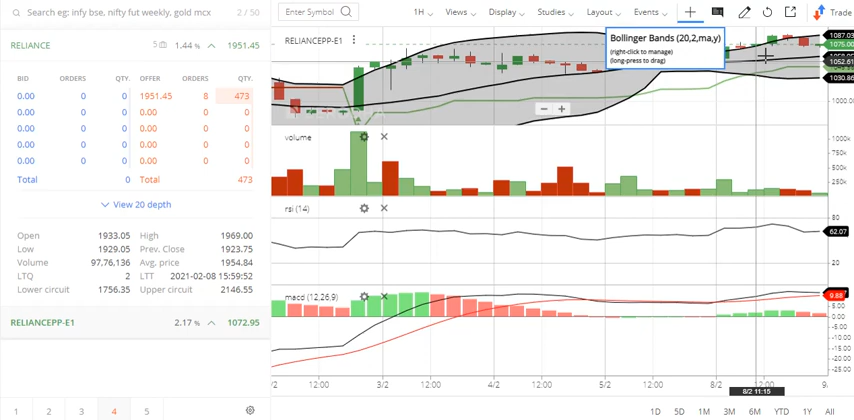 Search eg: infy bse, nifty fut weekly, gold mcx 2 / 50
RELIANCE 5 1.44 % 1951.45
BID ORDERS QTY. OFFER ORDERS QTY.
0.00 0 0 1951.45 8 473
0.00 0 0 0.00 0 0
0.00 0 0 0.00 0 0
0.00 0 0 0.00 0 0
0.00 0 0 0.00 0 0
Total 0 Total 473
View 20 depth
Open 1933.05 High 1969.00
Low 1929.05 Prev. Close 1923.75
Volume 97,76,136 Avg. price 1954.84
LTQ 2 LTT 2021-02-08 15:59:52
Lower circuit 1756.35 Upper circuit 2146.55
RELIANCEPP-E1 2.17 % 1072.95
1 2 3 4 5
Enter Symbol 1H Views Display Studies Layout Events Trade
RELIANCEPP-E1
Bollinger Bands (20,2,ma,y)
(right-click to manage)
(long-press to drag)
1087.03
1075.00
1052.61
1030.86
1000.00
volume
1000k
750k
500k
250k
rsi (14)
80
62.07
20
macd (12,26,9)
9.88
5.00
0.00
-5.00
-10.00
-15.00
-20.00
-25.00
/2 12:00 3/2 12:00 4/2 12:00 5/2 12:00 8/2 12:00 9.
8/2 11:15
1D 5D 1M 3M 6M YTD 1Y All